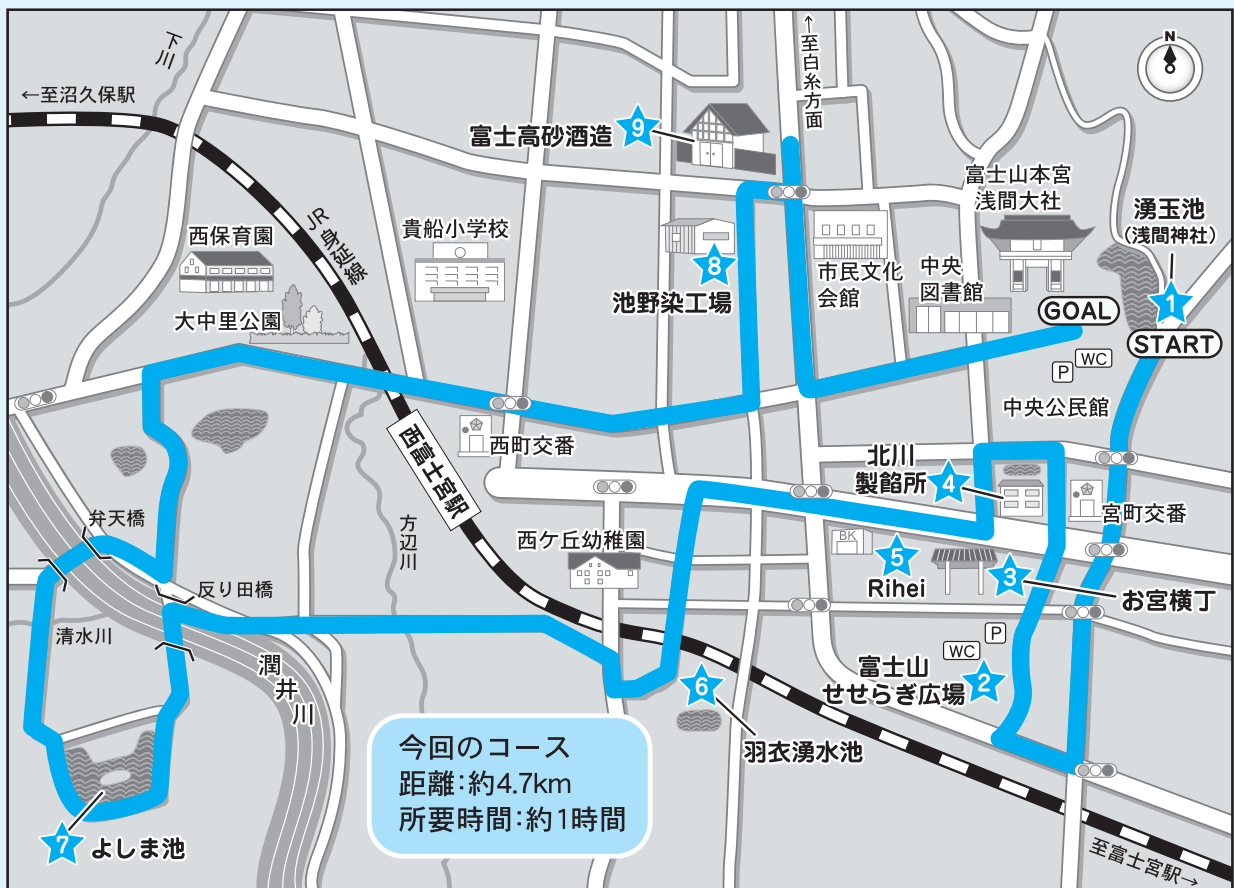 N
下川
←至沼久保駅
↑至白糸方面
富士高砂酒造
9
富士山本宮
浅間大社
湧玉池
(浅間神社)
1
JR身延線
貴船小学校
西保育園
大中里公園
8
池野染工場
市民文化
会館
中央
図書館
GOAL
START
P
WC
中央公民館
西町交番
西富士宮駅
北川
製餡所
4
宮町交番
弁天橋
方辺川
西ケ丘幼稚園
BK
5
Rihei
3
お宮横丁
反り田橋
清水川
潤井川
P
WC
富士山
せせらぎ広場
2
6
羽衣湧水池
今回のコース
距離:約4.7km
所要時間:約1時間
7
よしま池
至富士宮駅→